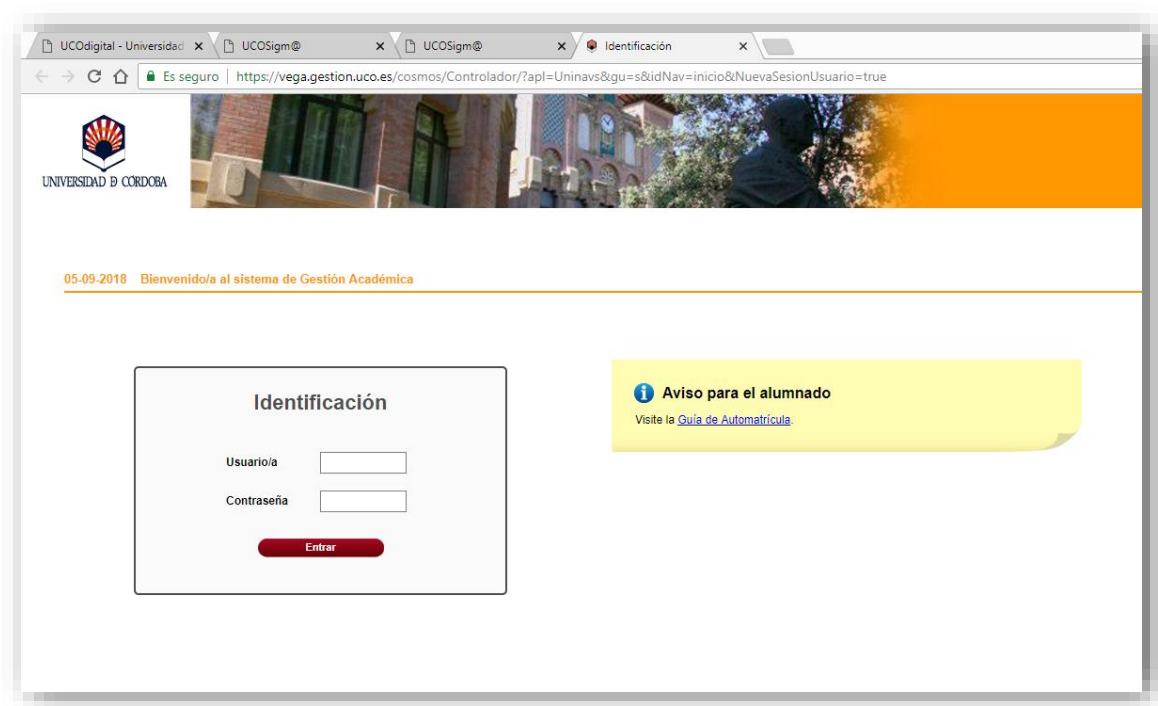 UCOdigital - Universidad
UCOSigm@
UCOSigm@
Identificación
Es seguro
https://vega.gestion.uco.es/cosmos/Controlador/?apl=Uninavs&gu=s&idNav=inicio&NuevaSesionUsuario=true
UNIVERSIDAD D CORDOBA
05-09-2018 Bienvenido/a al sistema de Gestión Académica
Identificación
Usuario/a
Contraseña
Entrar
Aviso para el alumnado
Visite la Guía de Automatrícula.